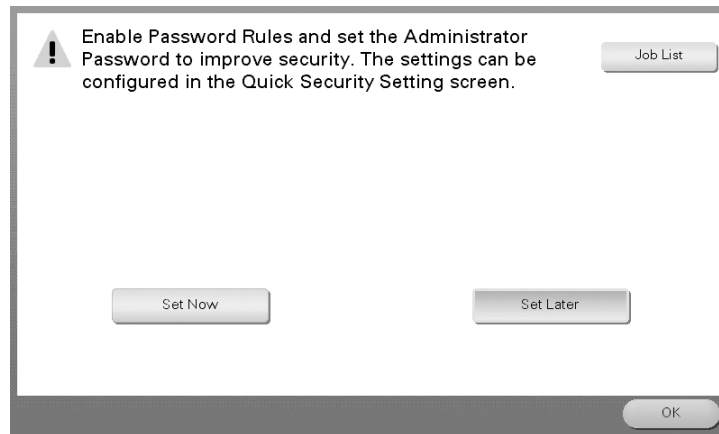 Enable Password Rules and set the Administrator
Password to improve security. The settings can be
configured in the Quick Security Setting screen.
Job List
Set Now
Set Later
OK